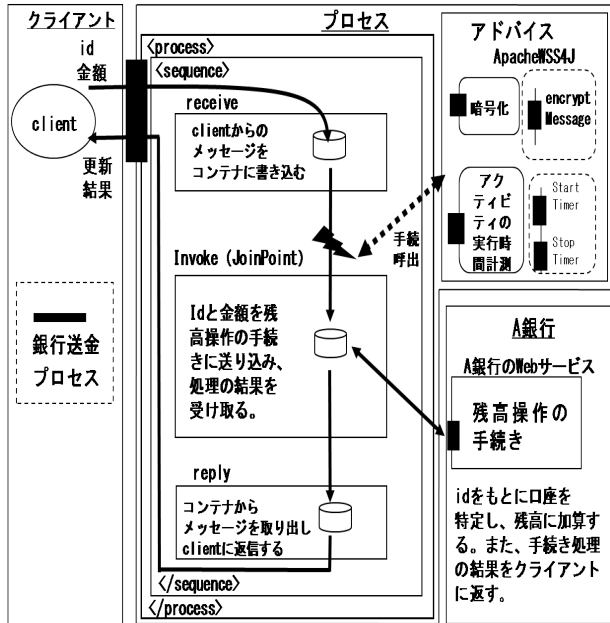 クライアント
id
金額
client
更新
結果
銀行送金
プロセス
プロセス
<process>
<sequence>
receive
clientからの
メッセージを
コンテナに書き込む
手続
呼出
Invoke (JoinPoint)
Idと金額を残
高操作の手続
きに送り込み、
処理の結果を
受け取る。
reply
コンテナから
メッセージを取り出し
clientに返信する
</sequence>
</process>
アドバイス
ApacheWSS4J
暗号化
encrypt
Message
アク
ティビ
ティの
実行時
間計測
Start
Timer
Stop
Timer
A銀行
A銀行のWebサービス
残高操作の
手続き
idをもとに口座を
特定し、残高に加算す
る。また、手続き処理
の結果をクライアント
に返す。